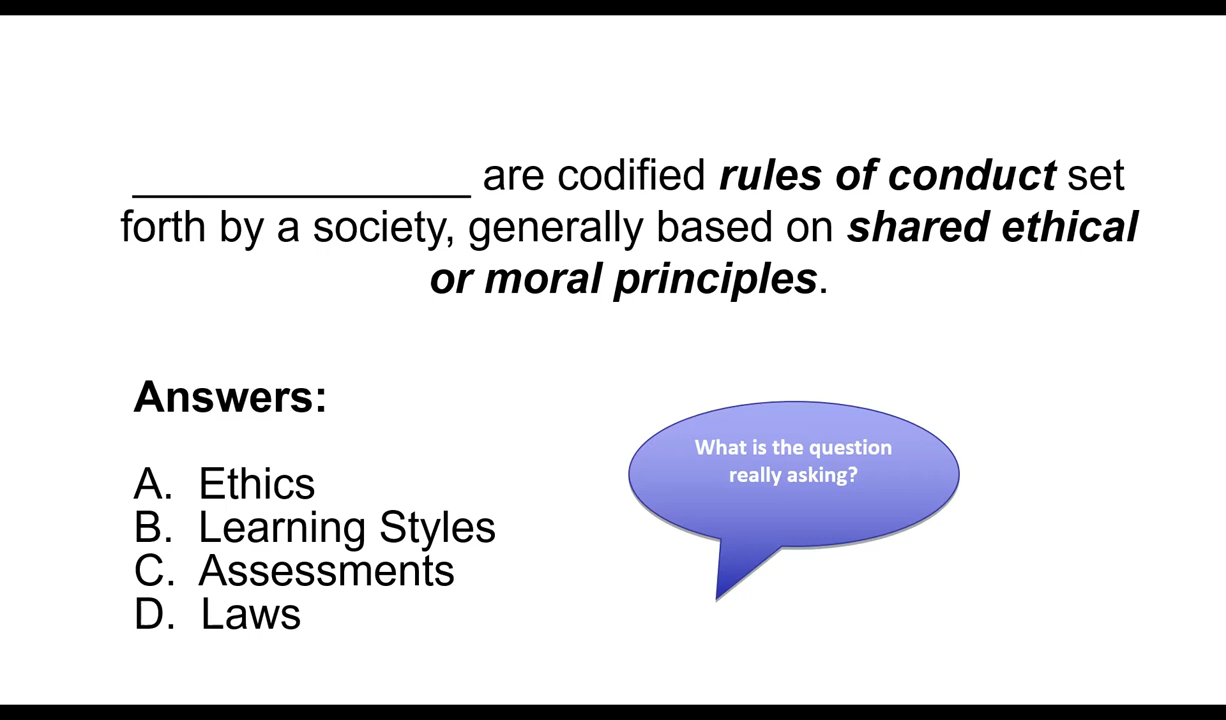 ______________ are codified rules of conduct set
forth by a society, generally based on shared ethical
or moral principles.
Answers:
A. Ethics
B. Learning Styles
C. Assessments
D. Laws
What is the question
really asking?